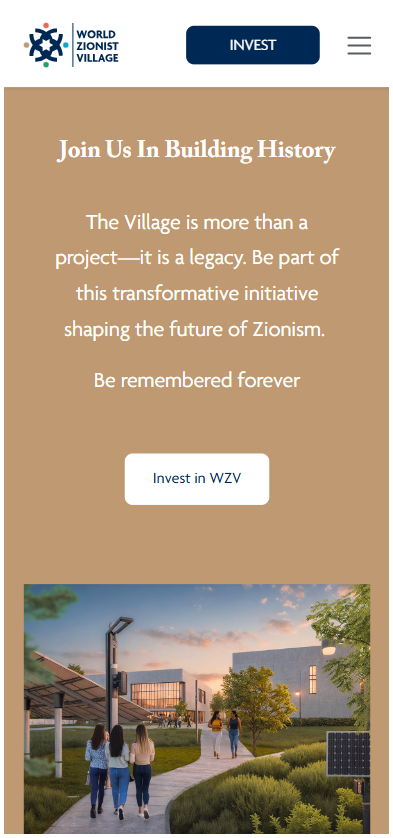 WORLD
ZIONIST
VILLAGE
INVEST
Join Us In Building History
The Village is more than a
project—it is a legacy. Be part of
this transformative initiative
shaping the future of Zionism.
Be remembered forever
Invest in WZV